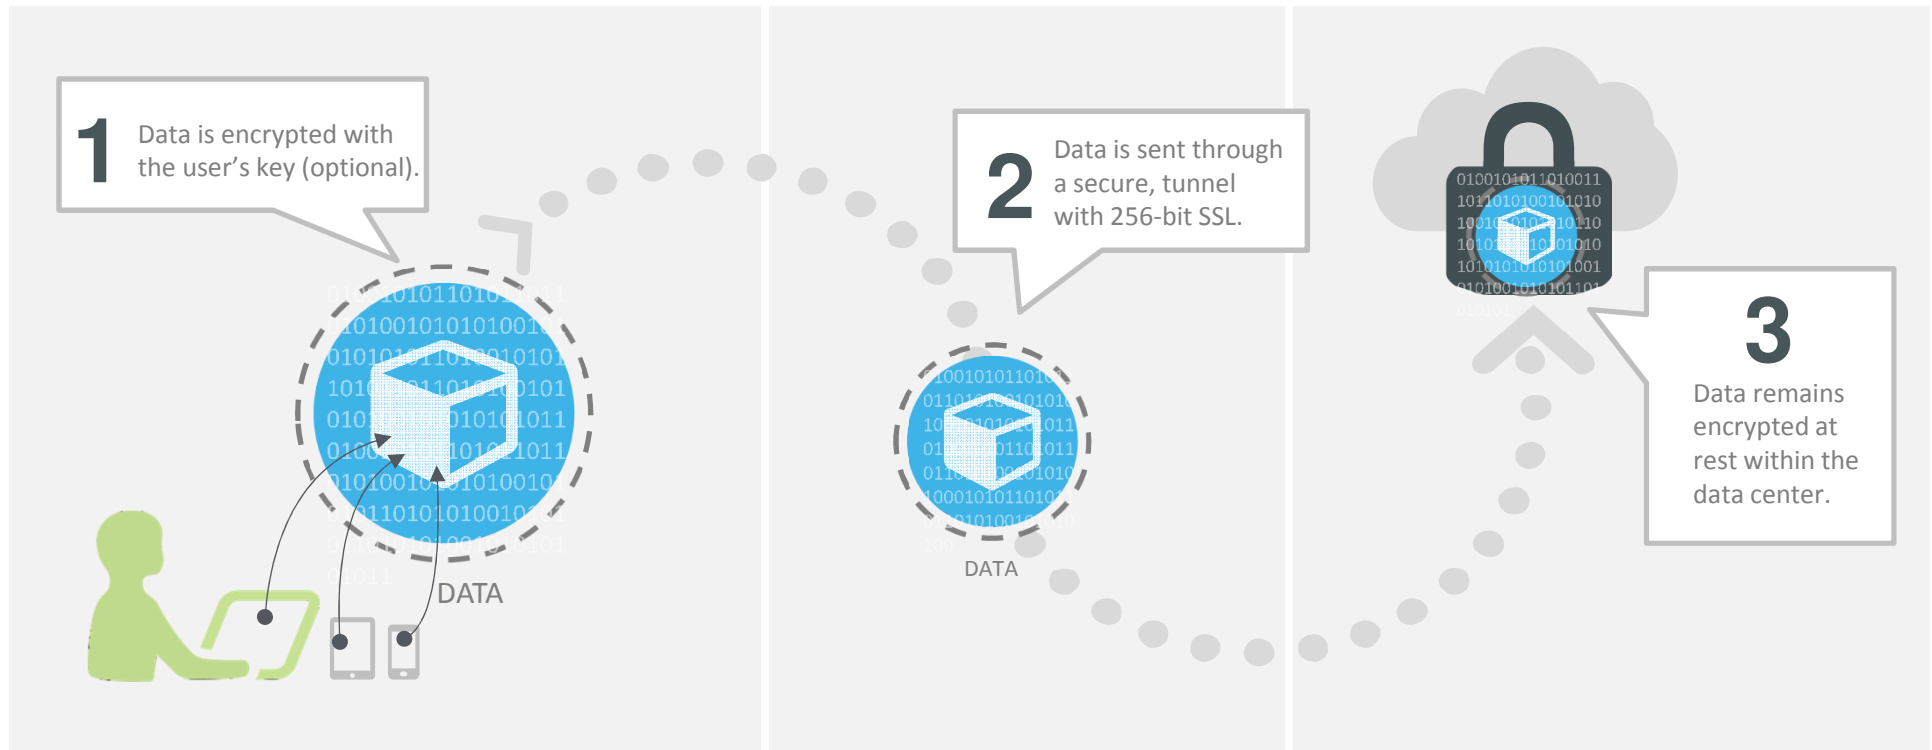 1
Data is encrypted with
the user's key (optional).
DATA
2
Data is sent through
a secure, tunnel
with 256-bit SSL.
DATA
3
Data remains
encrypted at
rest within the
data center.